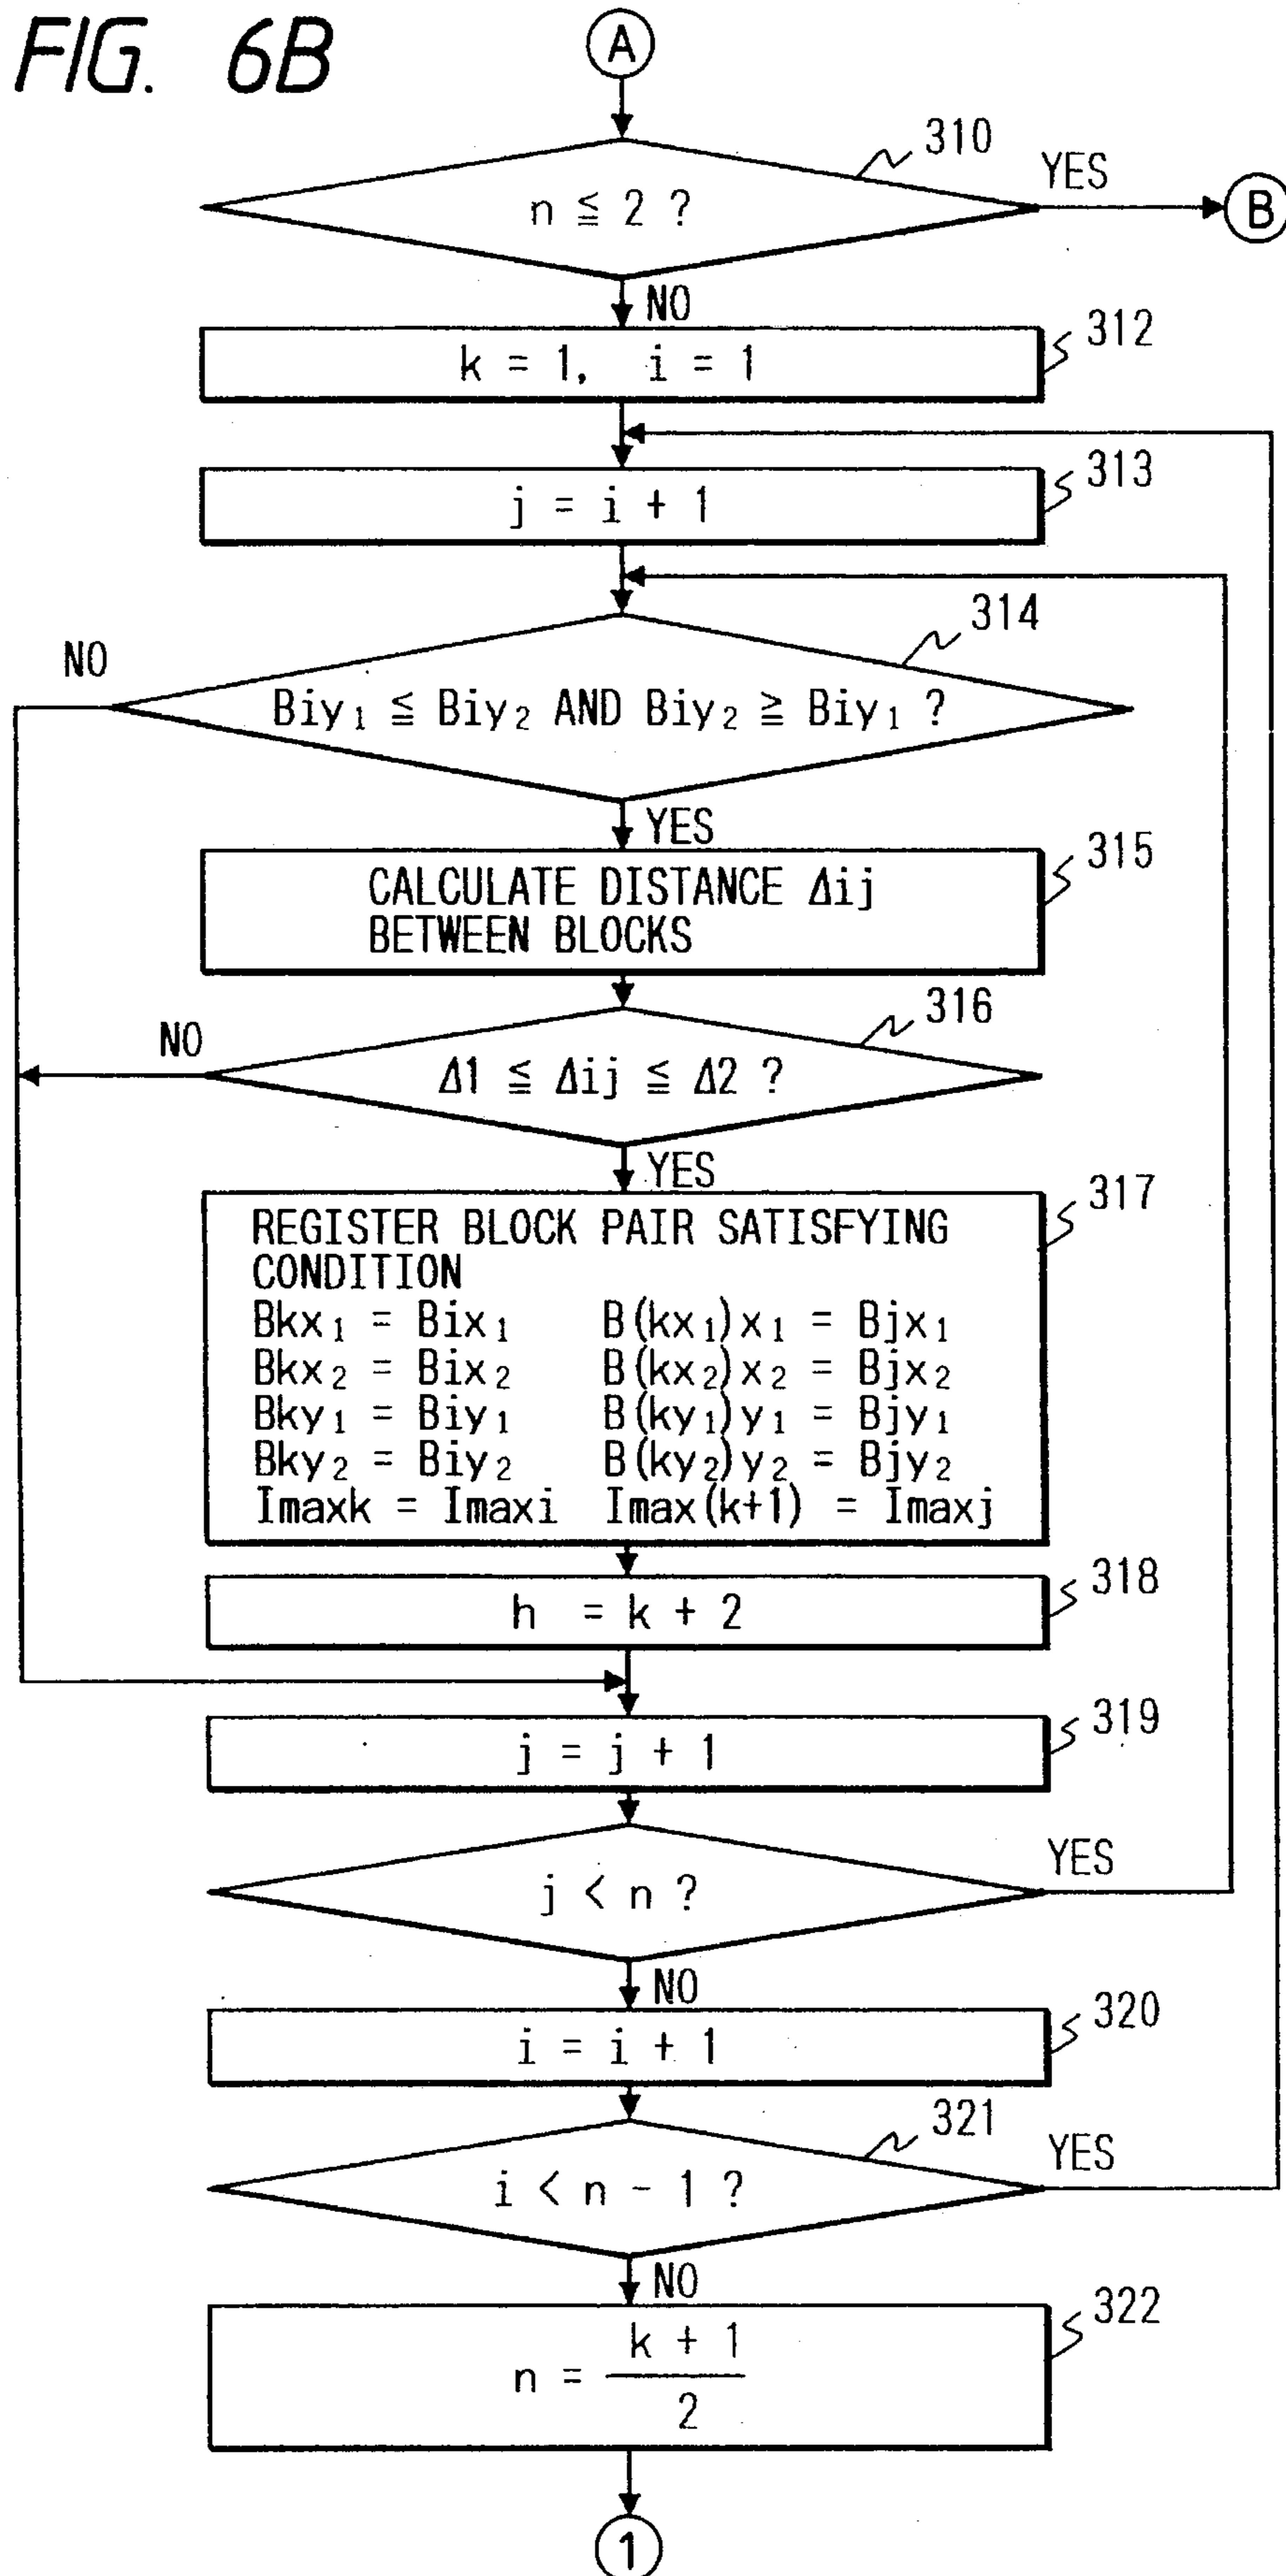 FIG. 6B
A
310
n ≦ 2 ?
YES
B
NO
312
k = 1, i = 1
313
j = i + 1
314
NO
Biy₁ ≦ Biy₂ AND Biy₂ ≧ Biy₁ ?
YES
315
CALCULATE DISTANCE Δij
BETWEEN BLOCKS
316
NO
Δ1 ≦ Δij ≦ Δ2 ?
YES
317
REGISTER BLOCK PAIR SATISFYING
CONDITION
Bkx₁ = Bix₁ B(kx₁)x₁ = Bjx₁
Bkx₂ = Bix₂ B(kx₂)x₂ = Bjx₂
Bky₁ = Biy₁ B(ky₁)y₁ = Bjy₁
Bky₂ = Biy₂ B(ky₂)y₂ = Bjy₂
Imaxk = Imaxi Imax(k+1) = Imaxj
318
h = k + 2
319
j = j + 1
j < n ?
YES
NO
320
i = i + 1
321
i < n - 1 ?
YES
NO
322
n = (k + 1)/2
1